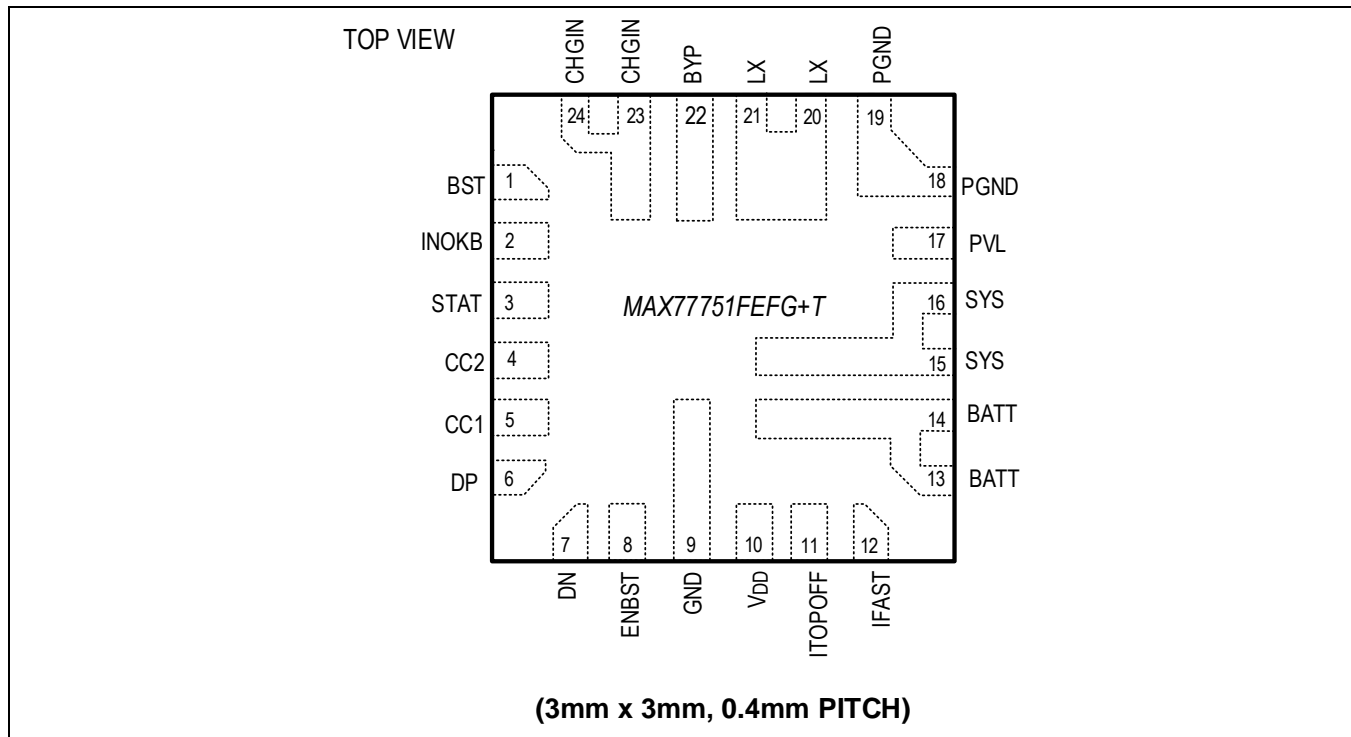 TOP VIEW
CHGIN
CHGIN
BYP
LX
LX
PGND
24
23
22
21
20
19
BST 1
18 PGND
INOKB 2
17 PVL
STAT 3
MAX77751FEFG+T
16 SYS
CC2 4
15 SYS
CC1 5
14 BATT
DP 6
13 BATT
7
8
9
10
11
12
DN
ENBST
GND
VDD
ITOPOFF
IFAST
(3mm x 3mm, 0.4mm PITCH)